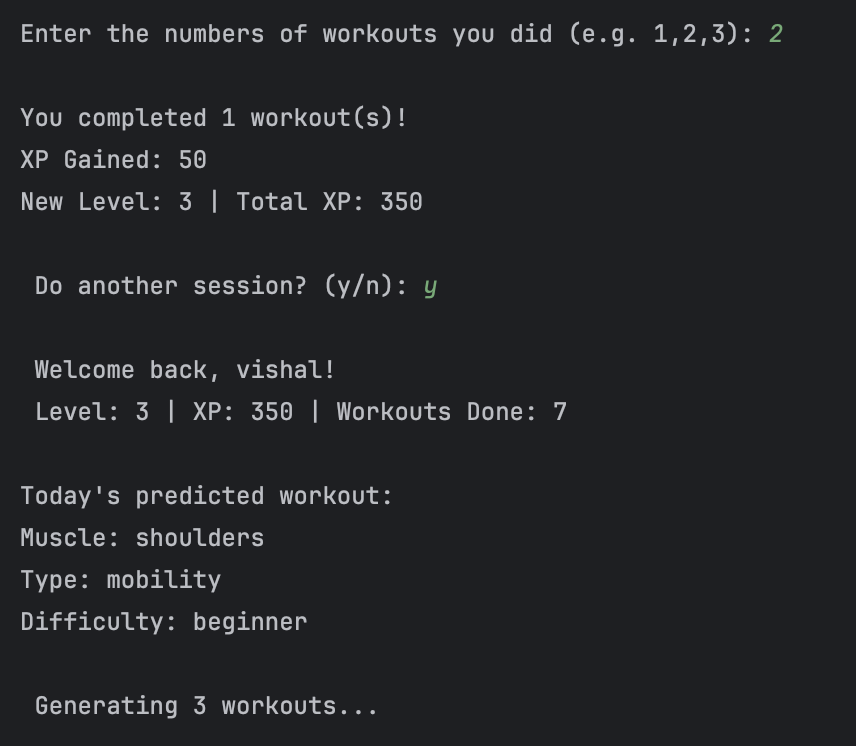 Enter the numbers of workouts you did (e.g. 1,2,3): 2
You completed 1 workout(s)!
XP Gained: 50
New Level: 3 | Total XP: 350
Do another session? (y/n): y
Welcome back, vishal!
Level: 3 | XP: 350 | Workouts Done: 7
Today's predicted workout:
Muscle: shoulders
Type: mobility
Difficulty: beginner
Generating 3 workouts...